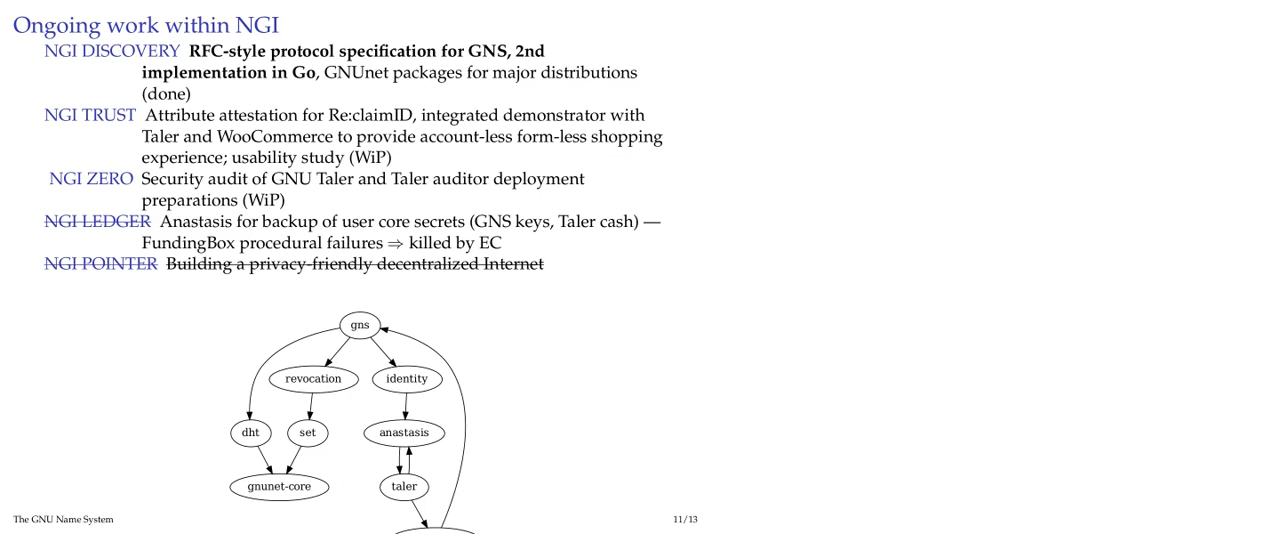 Ongoing work within NGI
NGI DISCOVERY RFC-style protocol specification for GNS, 2nd
implementation in Go, GNUnet packages for major distributions
(done)
NGI TRUST Attribute attestation for Re:claimID, integrated demonstrator with
Taler and WooCommerce to provide account-less form-less shopping
experience; usability study (WiP)
NGI ZERO Security audit of GNU Taler and Taler auditor deployment
preparations (WiP)
NGI LEDGER Anastasis for backup of user core secrets (GNS keys, Taler cash) —
FundingBox procedural failures ⇒ killed by EC
NGI POINTER Building a privacy-friendly decentralized Internet
gns
revocation
identity
dht
set
anastasis
gnunet-core
taler
The GNU Name System
11/13